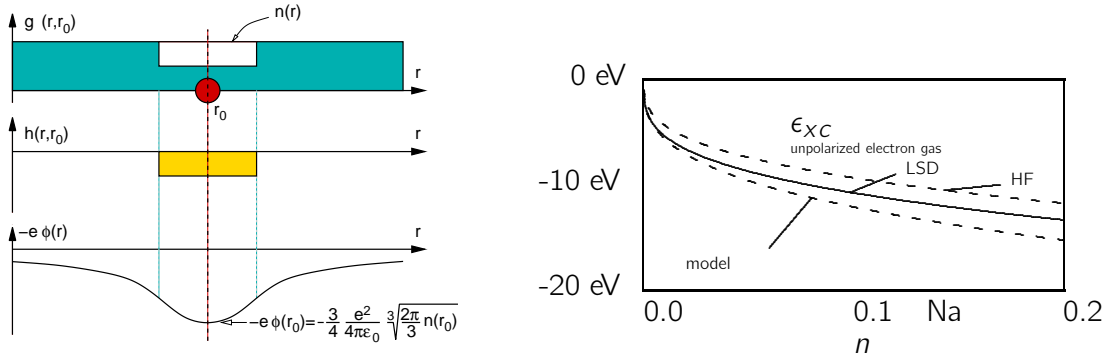 g (r,r₀)
n(r)
r
r₀
h(r,r₀)
r
−e ϕ(r)
r
−e ϕ(r₀)=−3/4 e²/4πε₀ ∛(2π/3 n(r₀))
0 eV
-10 eV
-20 eV
ϵXC
unpolarized electron gas
LSD
HF
model
0.0 0.1 Na 0.2
n